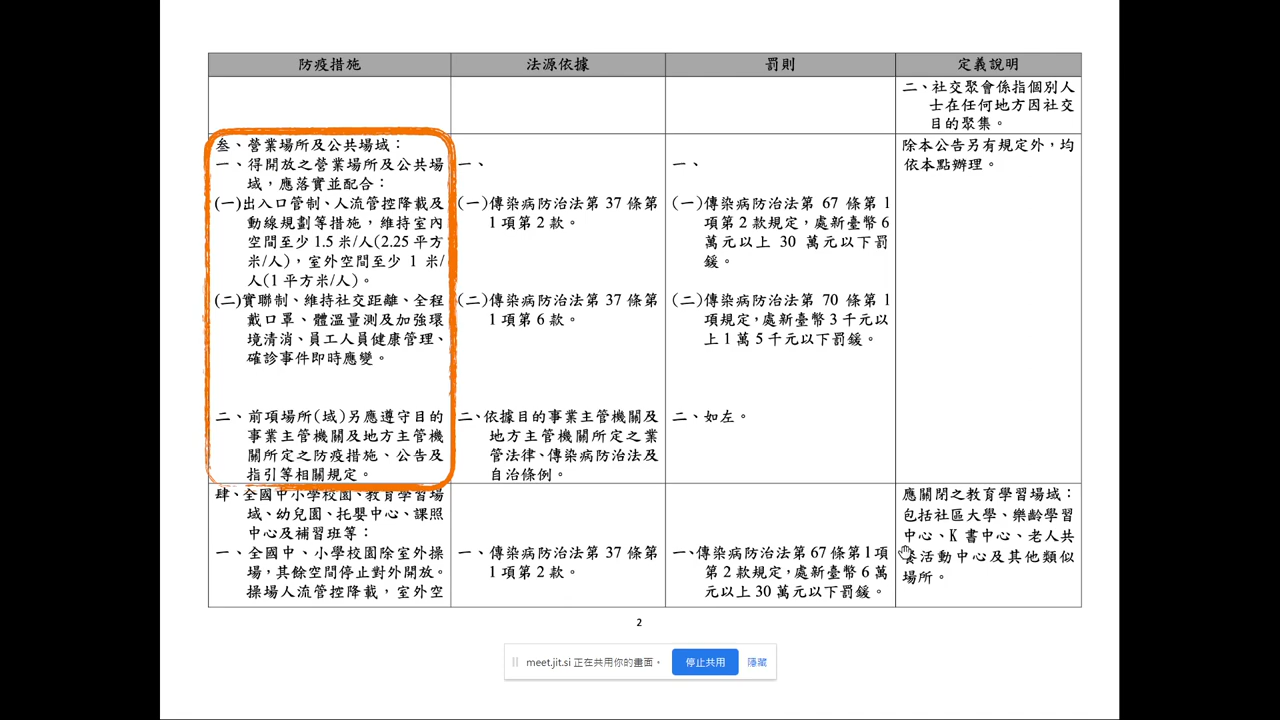 防疫措施
法源依據
罰則
定義說明
二、社交聚會係指個別人
士在任何地方因社交
目的聚集。
叁、營業場所及公共場域：
一、得開放之營業場所及公共場
域，應落實並配合：
(一)出入口管制、人流管控降載及
動線規劃等措施，維持室內
空間至少 1.5 米/人(2.25 平方
米/人)，室外空間至少 1 米/
人(1 平方米/人)。
(二)實聯制、維持社交距離、全程
戴口罩、體溫量測及加強環
境清消、員工人員健康管理、
確診事件即時應變。
二、前項場所(域)另應遵守目的
事業主管機關及地方主管機
關所定之防疫措施、公告及
指引等相關規定。
一、
(一)傳染病防治法第 37 條第
1 項第 2 款。
(二)傳染病防治法第 37 條第
1 項第 6 款。
二、依據目的事業主管機關及
地方主管機關所定之業
管法律、傳染病防治法及
自治條例。
一、
(一)傳染病防治法第 67 條第 1
項第 2 款規定，處新臺幣 6
萬元以上 30 萬元以下罰
鍰。
(二)傳染病防治法第 70 條第 1
項規定，處新臺幣 3 千元以
上 1 萬 5 千元以下罰鍰。
二、如左。
除本公告另有規定外，均
依本點辦理。
肆、全國中小學校園、教育學習場
域、幼兒園、托嬰中心、課照
中心及補習班等：
一、全國中、小學校園除室外操
場，其餘空間停止對外開放。
操場人流管控降載，室外空
一、傳染病防治法第 37 條第
1 項第 2 款。
一、傳染病防治法第 67 條第 1 項
第 2 款規定，處新臺幣 6 萬
元以上 30 萬元以下罰鍰。
應關閉之教育學習場域：
包括社區大學、樂齡學習
中心、K 書中心、老人共
餐活動中心及其他類似
場所。
2
meet.jit.si 正在共用你的畫面。
停止共用
隱藏